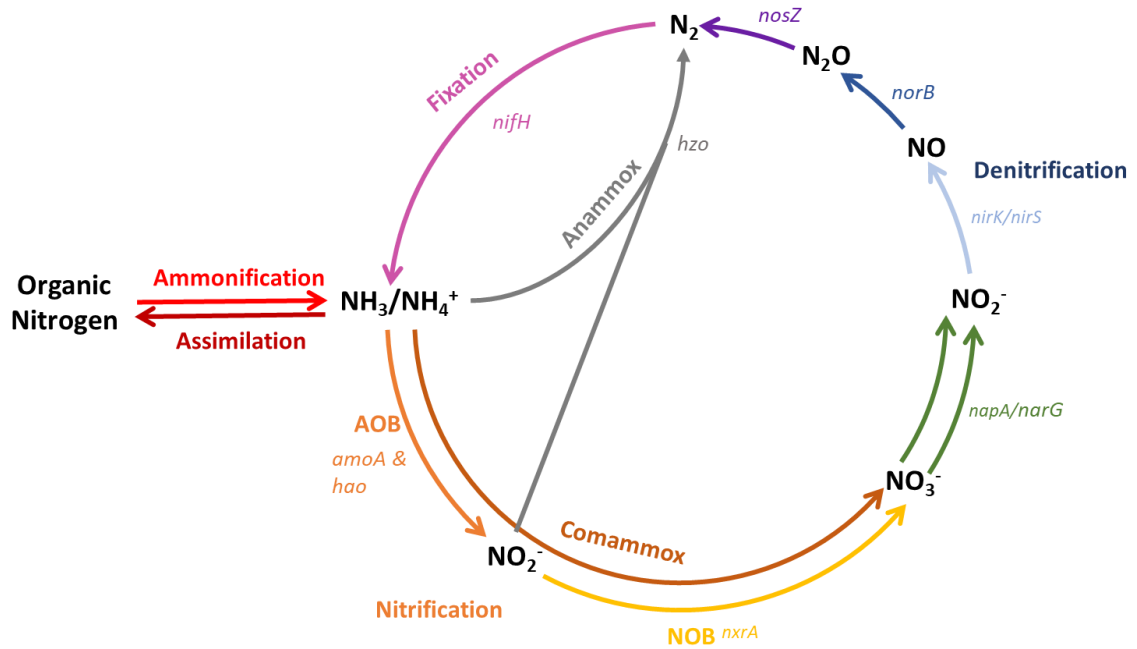 N₂
nosZ
N₂O
norB
NO
Denitrification
nirK/nirS
NO₂⁻
napA/narG
NO₃⁻
Fixation
nifH
Anammox
hzo
Organic
Nitrogen
Ammonification
Assimilation
NH₃/NH₄⁺
AOB
amoA &
hao
NO₂⁻
Nitrification
Comammox
NOB nxrA